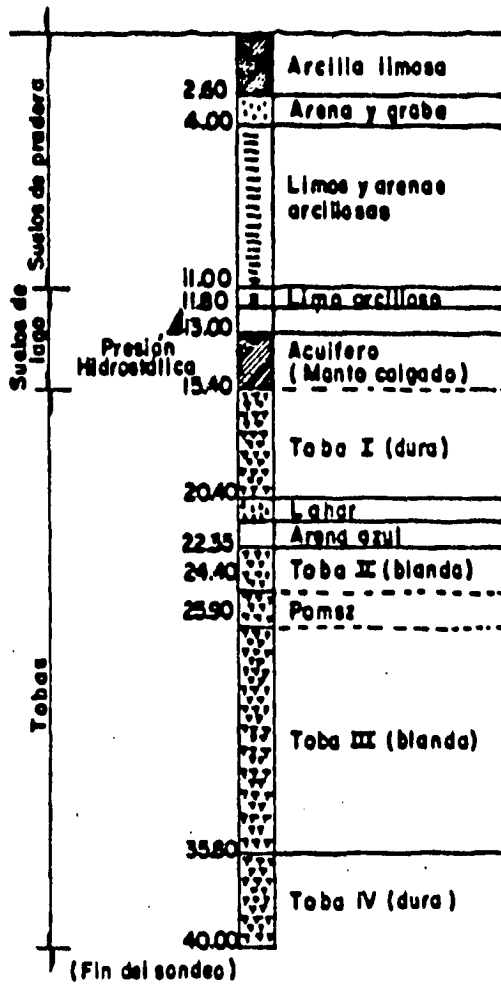 Arcilla limosa
2.60
Arena y graba
4.00
Suelos de pradera
Limos y arenas
arcillosas
11.00
11.80
Limo arcilloso
13.00
Suelos de
lago
Presión
Hidrostática
Acuifero
(Manto colgado)
15.40
Toba I (dura)
20.40
Lahar
Arena azul
22.35
Toba II (blanda)
24.40
25.90
Pomez
Tobas
Toba III (blanda)
35.80
Toba IV (dura)
40.00
(Fin del sondeo)